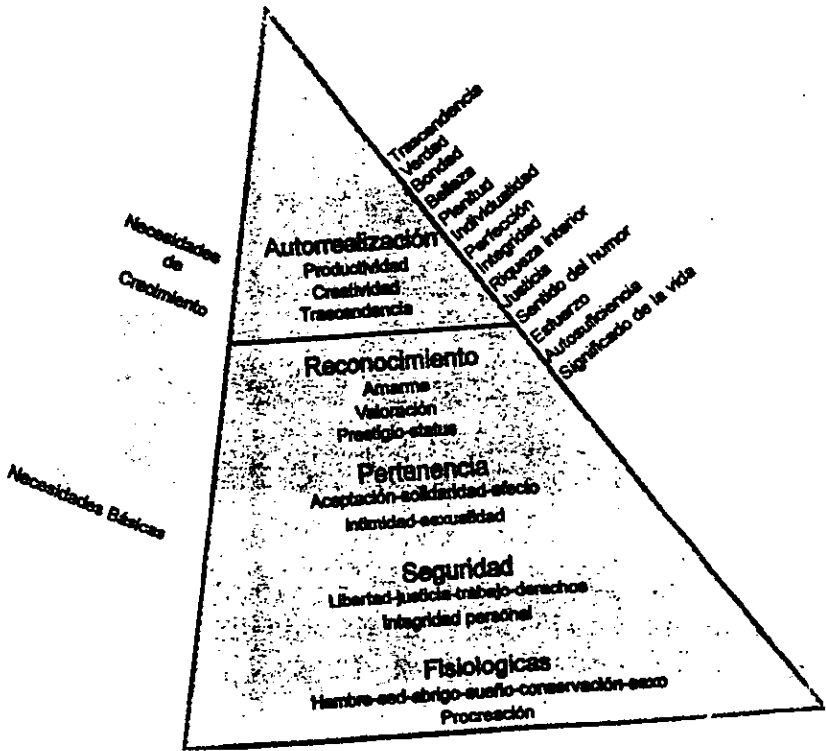 Trascendencia
Verdad
Bondad
Belleza
Plenitud
Individualidad
Perfección
Integridad
Riqueza interior
Justicia
Sentido del humor
Esfuerzo
Autosuficiencia
Significado de la vida
Necesidades
de
Crecimiento
Autorrealización
Productividad
Creatividad
Trascendencia
Reconocimiento
Amarme
Valoración
Prestigio-status
Necesidades Básicas
Pertenencia
Aceptación-solidaridad-afecto
Intimidad-sexualidad
Seguridad
Libertad-justicia-trabajo-derechos
Integridad personal
Fisiologicas
Hambre-sed-abrigo-sueño-conservación-sexo
Procreación